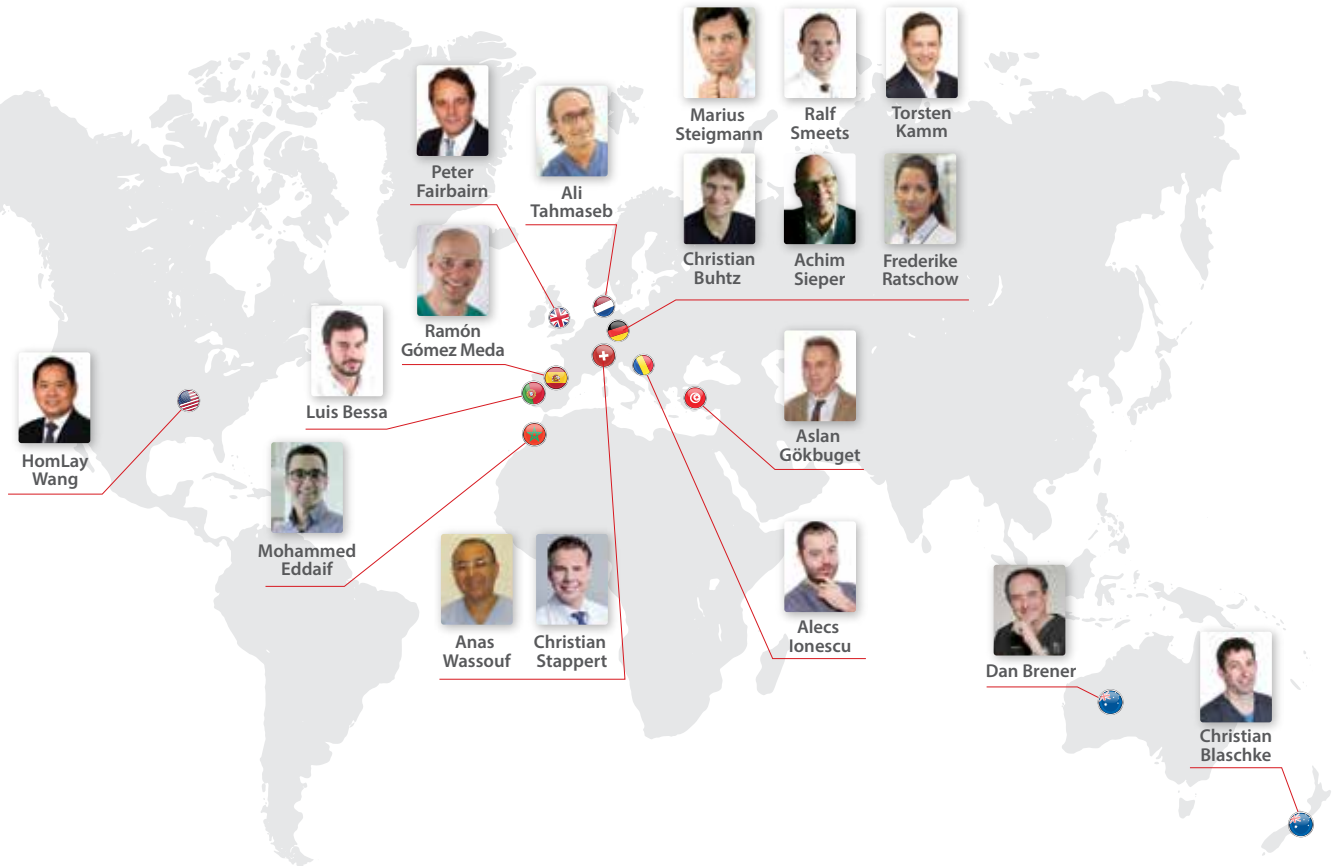 Marius
Steigmann
Ralf
Smeets
Torsten
Kamm
Peter
Fairbairn
Ali
Tahmaseb
Christian
Buhtz
Achim
Sieper
Frederike
Ratschow
Ramón
Gómez Meda
Luis Bessa
HomLay
Wang
Aslan
Gökbuget
Mohammed
Eddaif
Anas
Wassouf
Christian
Stappert
Alecs
Ionescu
Dan Brener
Christian
Blaschke